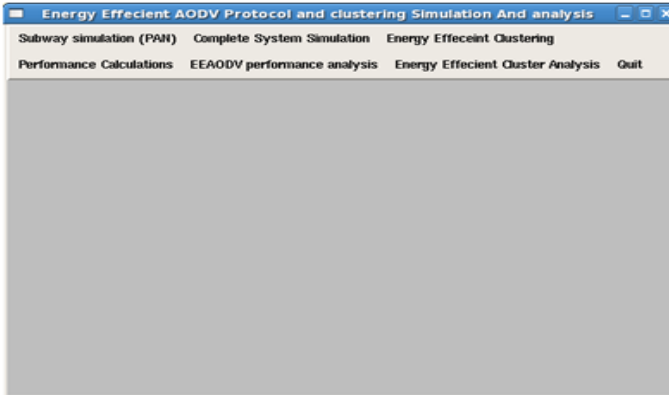 Energy Effecient AODV Protocol and clustering Simulation And analysis
Subway simulation (PAN) Complete System Simulation Energy Effeceint Clustering
Performance Calculations EEAODV performance analysis Energy Effecient Cluster Analysis Quit